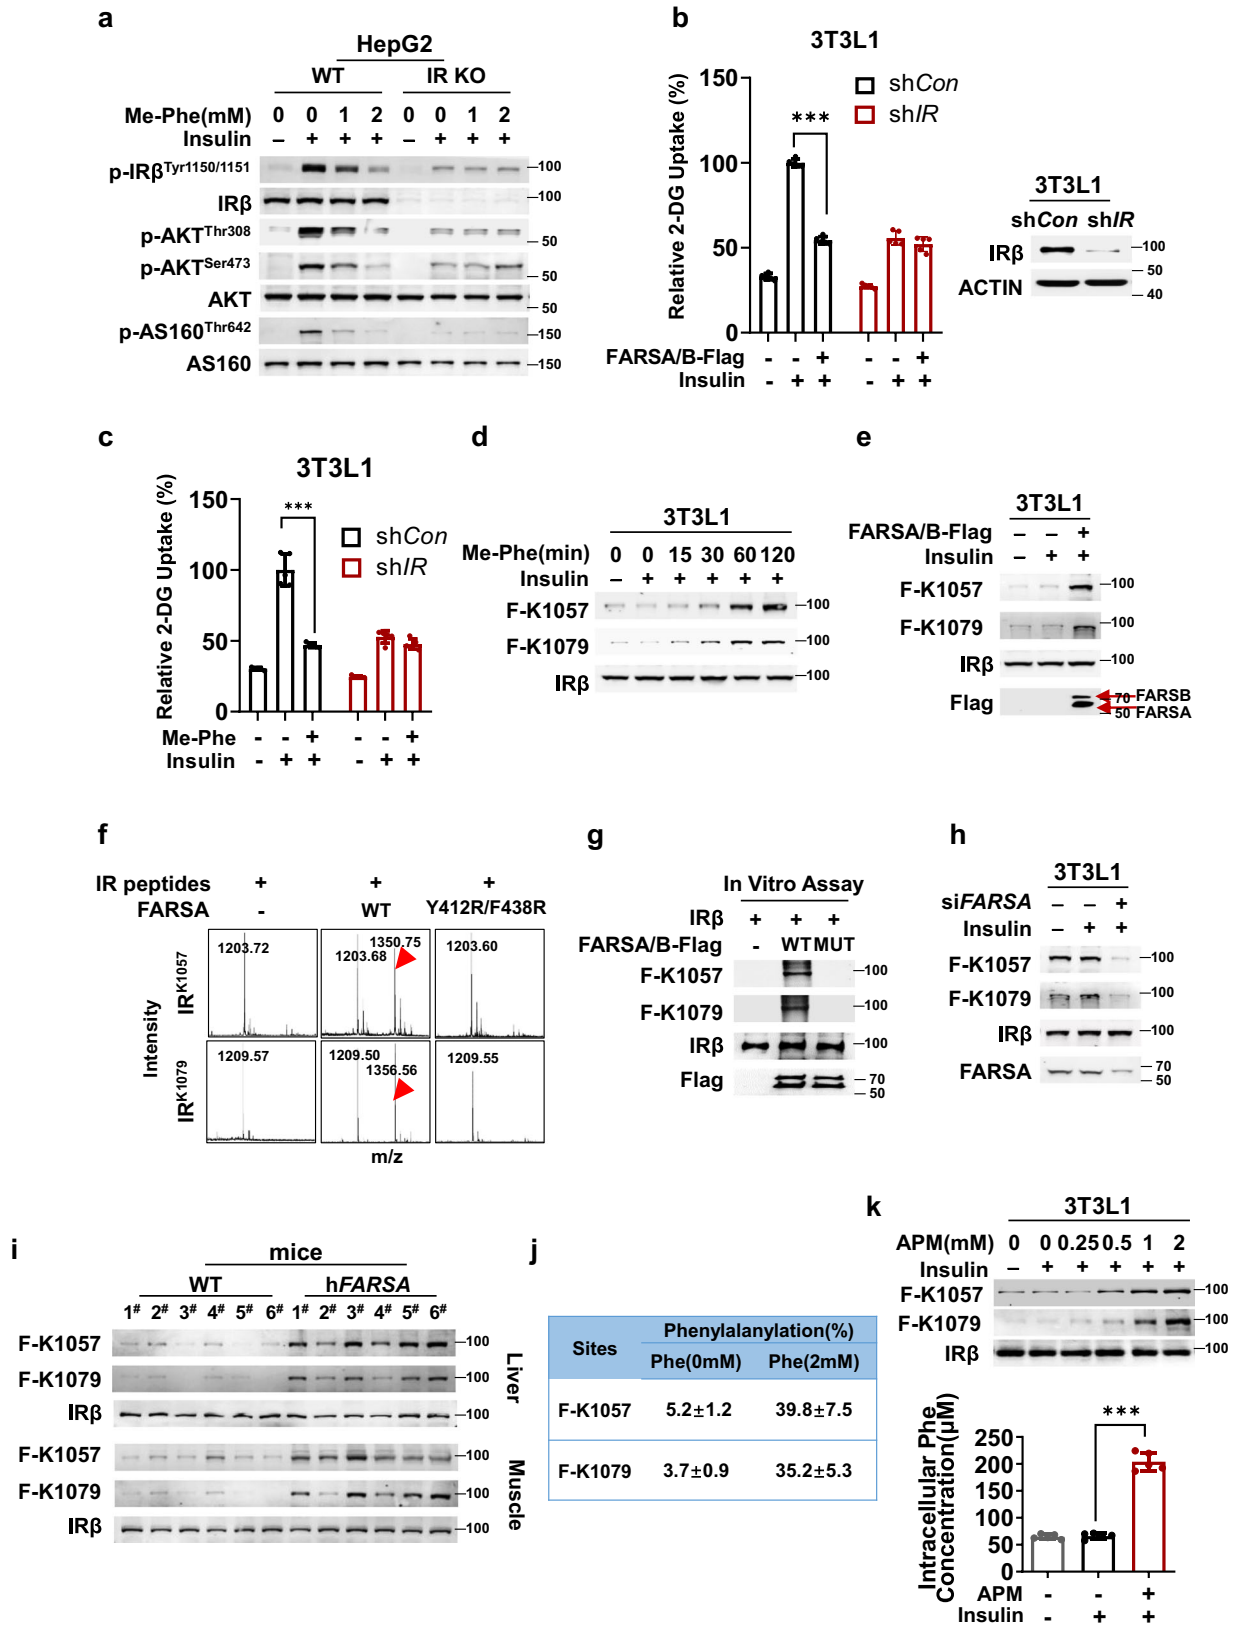 a
HepG2
WT IR KO
Me-Phe(mM) 0 0 1 2 0 0 1 2
Insulin – + + + – + + +
p-IRβTyr1150/1151 –100
IRβ –100
p-AKTThr308 –50
p-AKTSer473 –50
AKT –50
p-AS160Thr642 –150
AS160 –150
b
3T3L1
Relative 2-DG Uptake (%)
150
100
50
0
***
shCon
shIR
FARSA/B-Flag - - + - - +
Insulin - + + - + +
3T3L1
shCon shIR
IRβ –100
–50
ACTIN –40
c
3T3L1
Relative 2-DG Uptake (%)
150
100
50
0
***
shCon
shIR
Me-Phe - - + - - +
Insulin - + + - + +
d
3T3L1
Me-Phe(min) 0 0 15 30 60 120
Insulin – + + + + +
F-K1057 –100
F-K1079 –100
IRβ –100
e
3T3L1
FARSA/B-Flag – – +
Insulin – + +
F-K1057 –100
F-K1079 –100
IRβ –100
Flag 70 FARSB
50 FARSA
f
IR peptides + + +
FARSA - WT Y412R/F438R
Intensity
IRK1057
1203.72
1203.68
1350.75
1203.60
IRK1079
1209.57
1209.50
1356.56
1209.55
m/z
g
In Vitro Assay
IRβ + + +
FARSA/B-Flag - WT MUT
F-K1057 –100
F-K1079 –100
IRβ –100
Flag –70
–50
h
3T3L1
siFARSA – – +
Insulin – + +
F-K1057 –100
F-K1079 –100
IRβ –100
FARSA –70
–50
i
mice
WT hFARSA
1# 2# 3# 4# 5# 6# 1# 2# 3# 4# 5# 6#
F-K1057 –100
F-K1079 –100
IRβ –100
Liver
F-K1057 –100
F-K1079 –100
IRβ –100
Muscle
j
Sites Phenylalanylation(%)
Phe(0mM) Phe(2mM)
F-K1057 5.2±1.2 39.8±7.5
F-K1079 3.7±0.9 35.2±5.3
k
3T3L1
APM(mM) 0 0 0.25 0.5 1 2
Insulin – + + + + +
F-K1057 –100
F-K1079 –100
IRβ –100
Intracellular Phe
Concentration(μM)
250
200
150
100
50
0
***
APM - - +
Insulin - + +